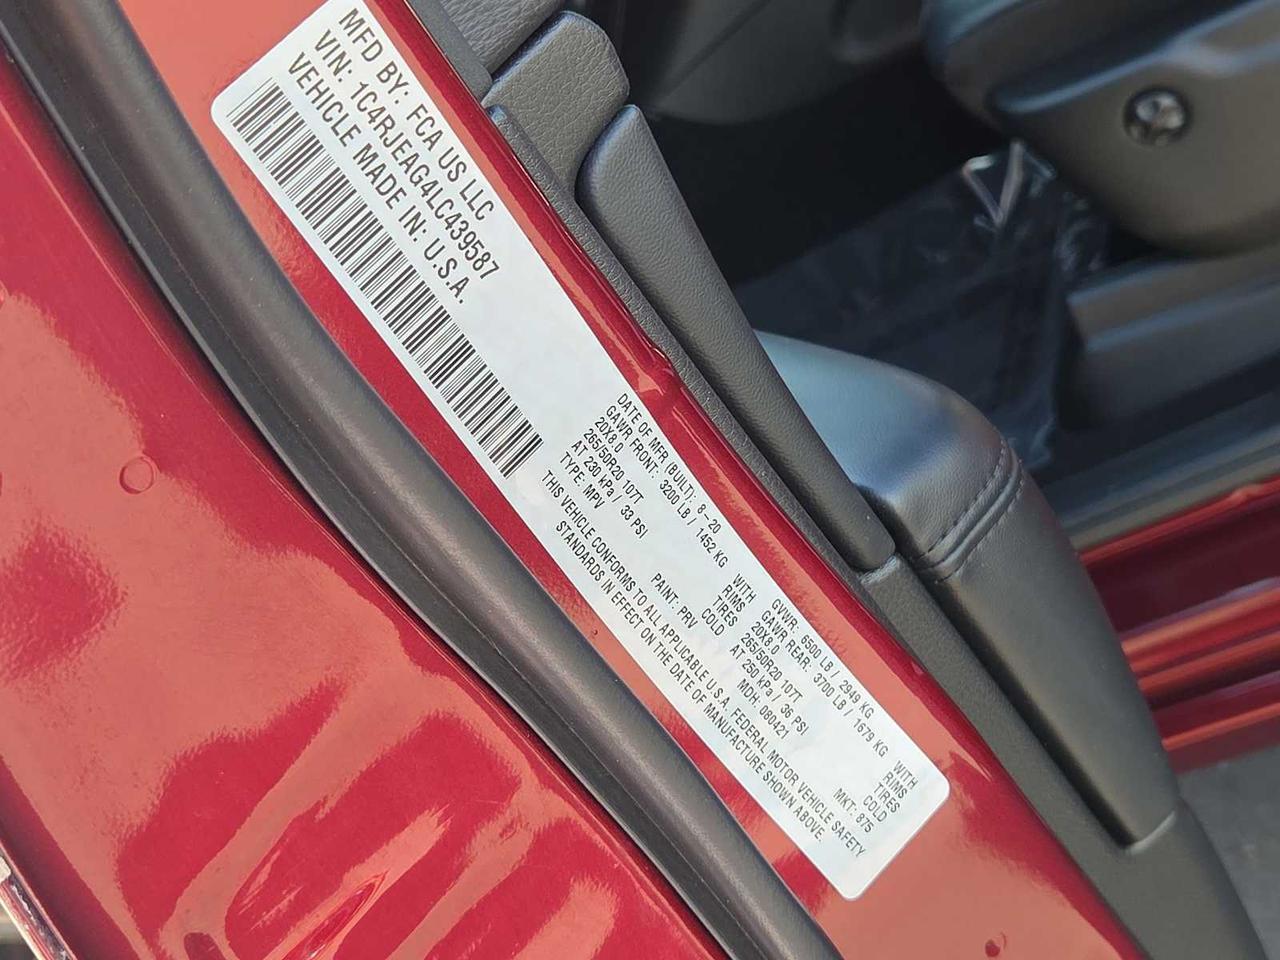 MFD BY: FCA US LLC
VIN: 1C4RJEAG4LC439587
VEHICLE MADE IN: U.S.A.
DATE OF MFR (BUILT): 8-20 GVWR: 6500 LB / 2949 KG
GAWR FRONT: 3200 LB / 1452 KG WITH GAWR REAR: 3700 LB / 1679 KG WITH
20X8.0 RIMS 20X8.0 RIMS
265/50R20 107T TIRES 265/50R20 107T TIRES
AT 230 kPa / 33 PSI COLD AT 250 kPa / 36 PSI COLD
TYPE: MPV PAINT: PRV MDH: 080421 MKT: 875
THIS VEHICLE CONFORMS TO ALL APPLICABLE U.S.A. FEDERAL MOTOR VEHICLE SAFETY
STANDARDS IN EFFECT ON THE DATE OF MANUFACTURE SHOWN ABOVE.